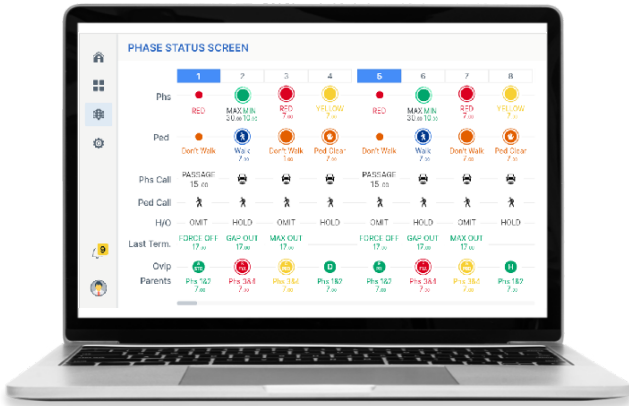 PHASE STATUS SCREEN
1 2 3 4 5 6 7 8
Phs
RED MAX MIN RED YELLOW RED MAX MIN RED YELLOW
30.00 10.00 7.00 7.00 30.00 10.00 7.00 7.00
Ped
Don't Walk Walk Don't Walk Ped Clear Don't Walk Walk Don't Walk Ped Clear
7.00 7.00 7.00 7.00
Phs Call PASSAGE PASSAGE
15.00 15.00
Ped Call
H/O OMIT HOLD OMIT HOLD OMIT HOLD OMIT HOLD
Last Term. FORCE OFF GAP OUT MAX OUT FORCE OFF GAP OUT MAX OUT
17.00 17.00 17.00 17.00 17.00 17.00
9
Ovlp D H
Parents Phs 1&2 Phs 3&4 Phs 3&4 Phs 1&2 Phs 1&2 Phs 3&4 Phs 3&4 Phs 1&2
7.00 7.00 7.00 7.00 7.00 7.00 7.00 7.00